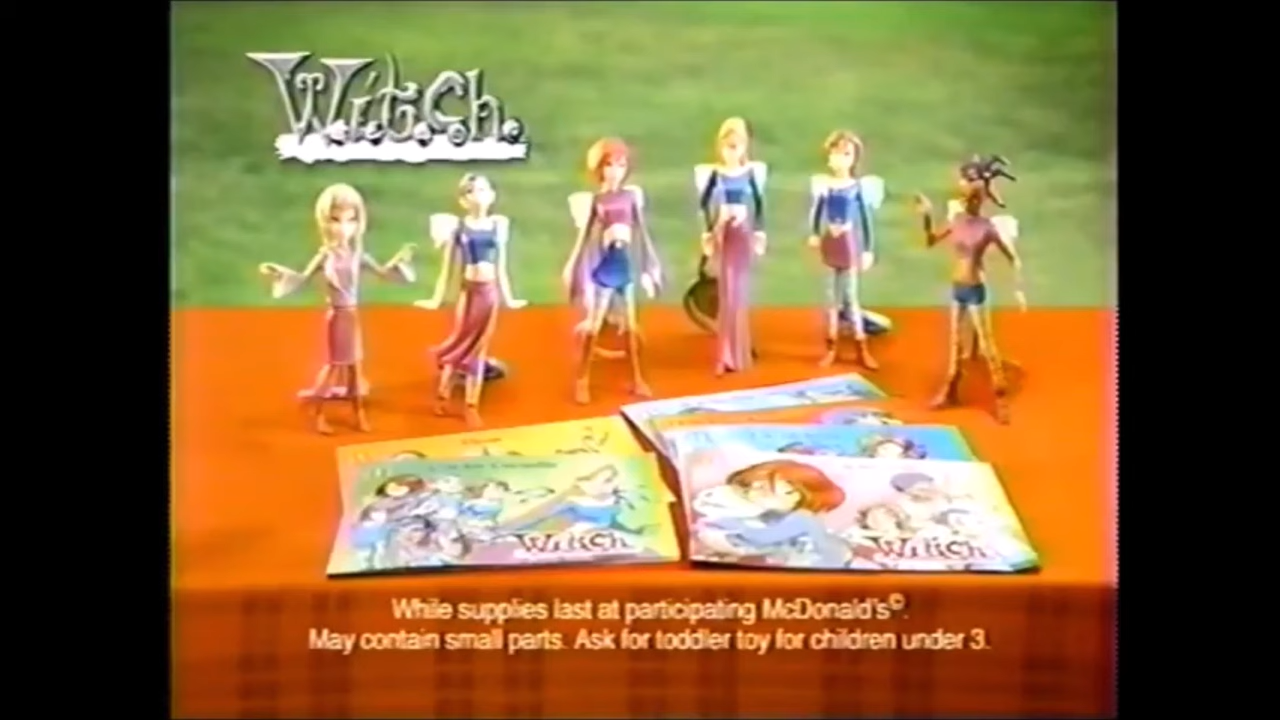 W.i.t.c.h.
While supplies last at participating McDonald's©.
May contain small parts. Ask for toddler toy for children under 3.
W.i.t.c.h.
W.i.t.c.h.